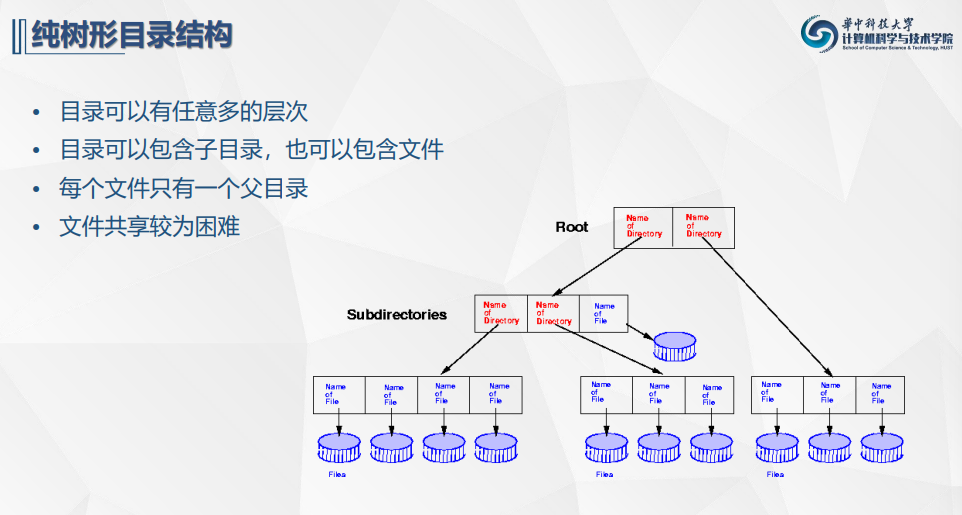 纯树形目录结构
華中科技大学
计算机科学与技术学院
School of Computer Science & Technology, HUST
• 目录可以有任意多的层次
• 目录可以包含子目录，也可以包含文件
• 每个文件只有一个父目录
• 文件共享较为困难
Root
Name of Directory
Name of Directory
Subdirectories
Name of Directory
Name of Directory
Name of File
Name of File
Name of File
Name of File
Name of File
Name of File
Name of File
Name of File
Name of File
Name of File
Name of File
Files
Files
Files